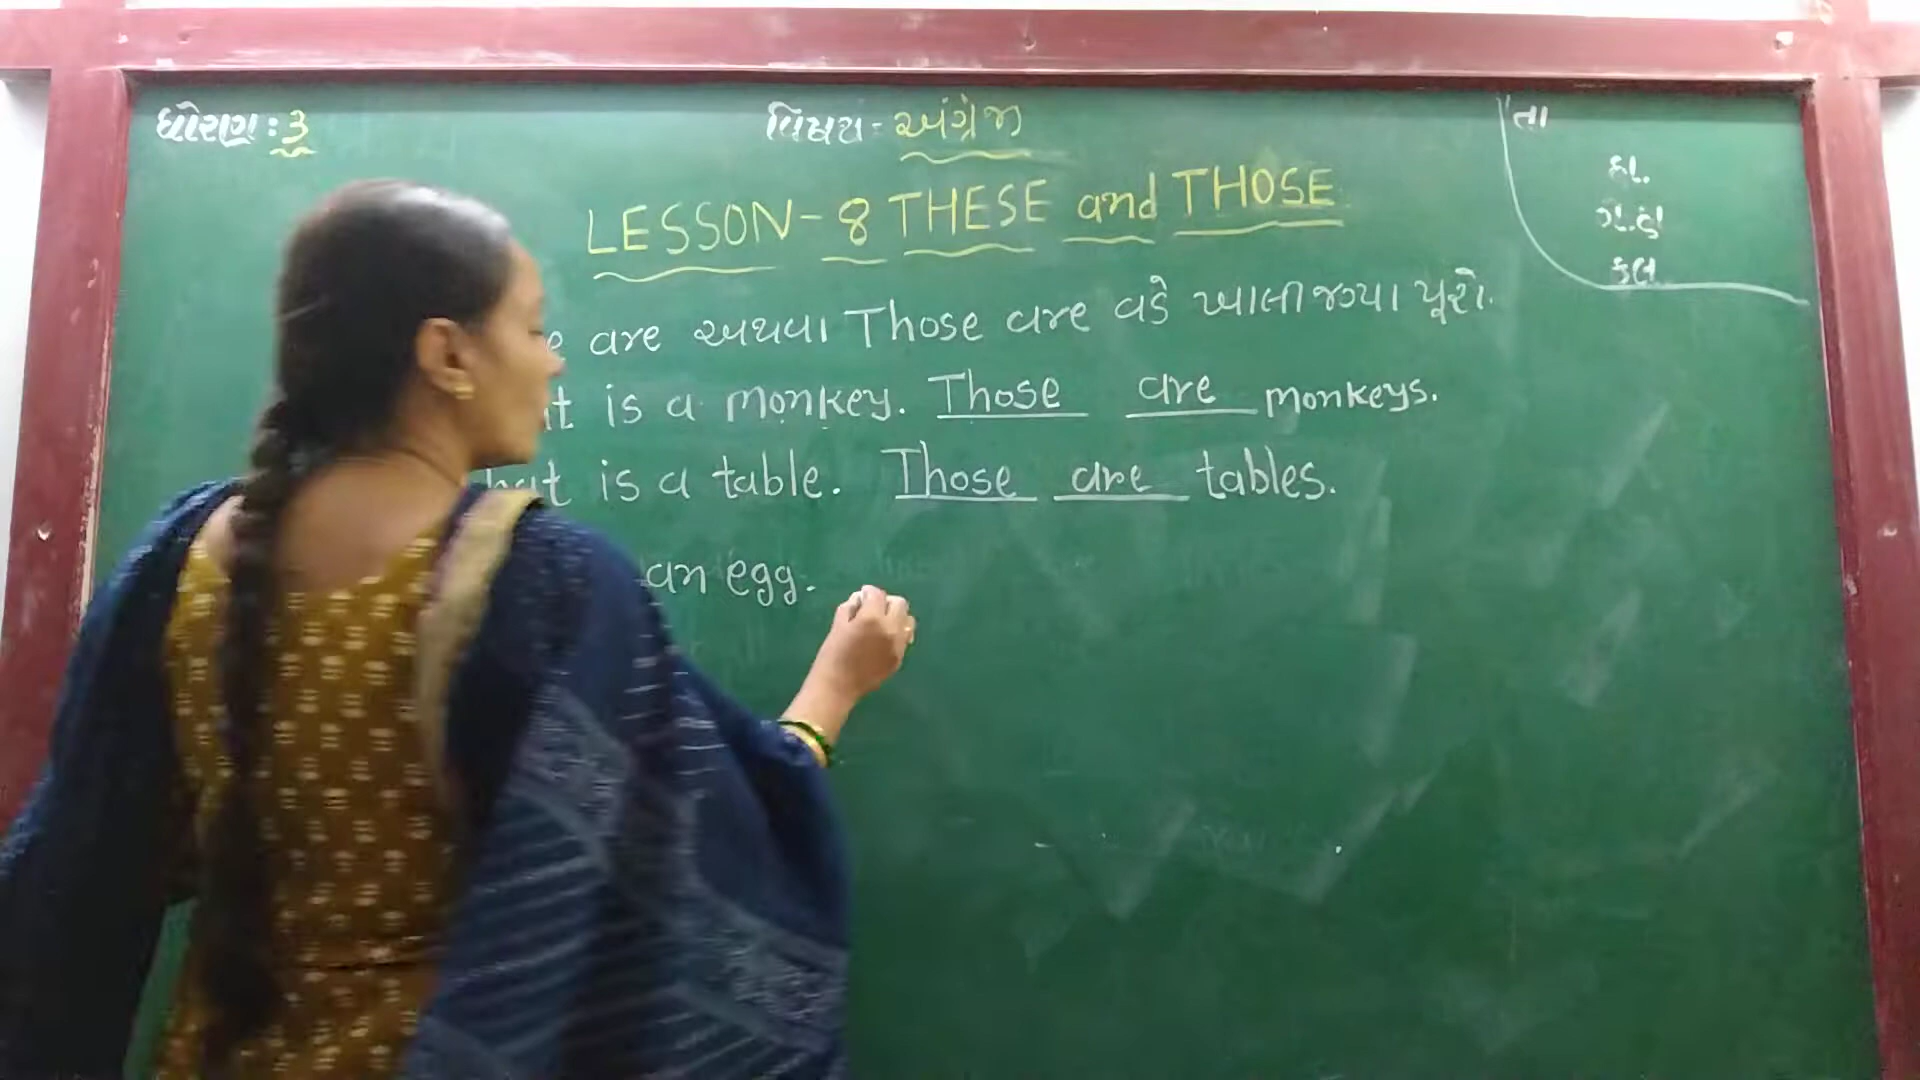 ધોરણ : ૩
વિષય - અંગ્રેજી
LESSON-8 THESE and THOSE
are અથવા Those are વડે ખાલી જગ્યા પૂરો.
is a monkey. Those are monkeys.
is a table. Those are tables.
an egg.
તા
ક્રા.
ગે.હા
કુલ